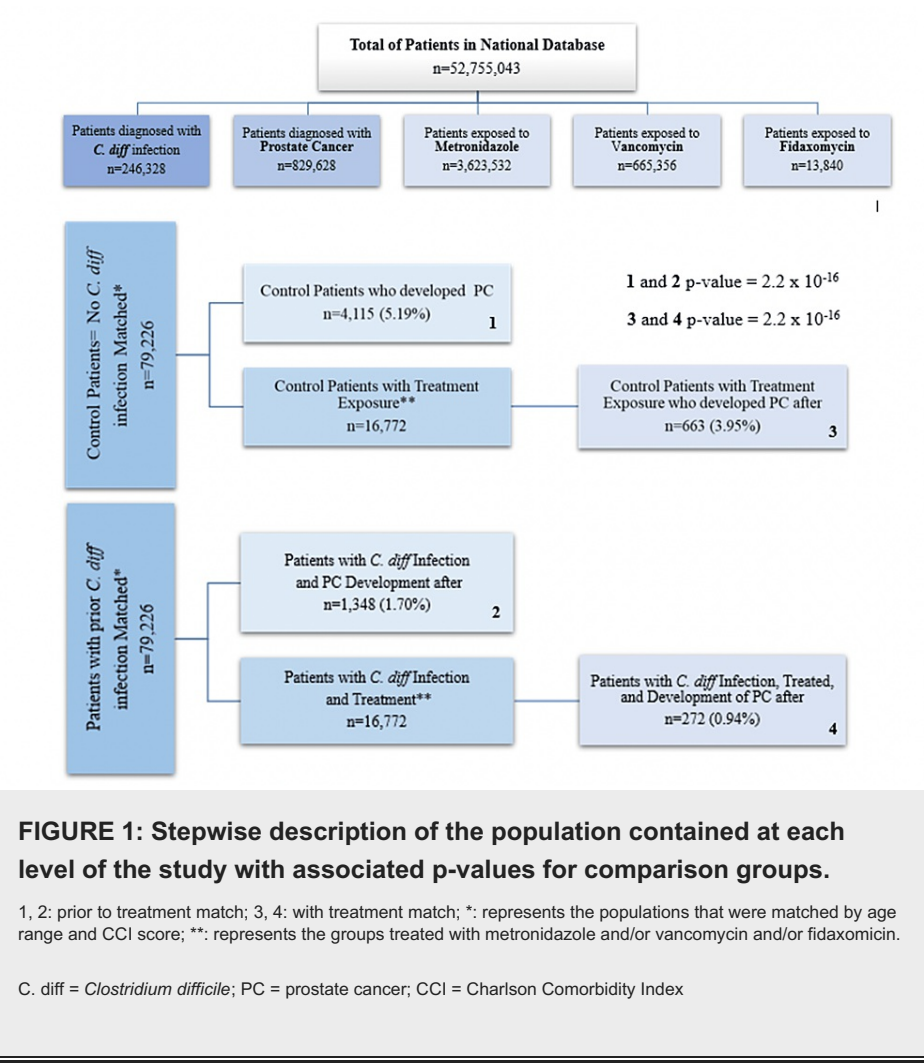 Total of Patients in National Database
n=52,755,043
Patients diagnosed with
C. diff infection
n=246,328
Patients diagnosed with
Prostate Cancer
n=829,628
Patients exposed to
Metronidazole
n=3,623,532
Patients exposed to
Vancomycin
n=665,356
Patients exposed to
Fidaxomycin
n=13,840
Control Patients= No C. diff
infection Matched*
n=79,226
Control Patients who developed PC
n=4,115 (5.19%)
1
1 and 2 p-value = 2.2 x 10-16
3 and 4 p-value = 2.2 x 10-16
Control Patients with Treatment
Exposure**
n=16,772
Control Patients with Treatment
Exposure who developed PC after
n=663 (3.95%)
3
Patients with prior C. diff
infection Matched*
n=79,226
Patients with C. diff Infection
and PC Development after
n=1,348 (1.70%)
2
Patients with C. diff Infection
and Treatment**
n=16,772
Patients with C. diff Infection, Treated,
and Development of PC after
n=272 (0.94%)
4
FIGURE 1: Stepwise description of the population contained at each
level of the study with associated p-values for comparison groups.
1, 2: prior to treatment match; 3, 4: with treatment match; *: represents the populations that were matched by age
range and CCI score; **: represents the groups treated with metronidazole and/or vancomycin and/or fidaxomicin.
C. diff = Clostridium difficile; PC = prostate cancer; CCI = Charlson Comorbidity Index